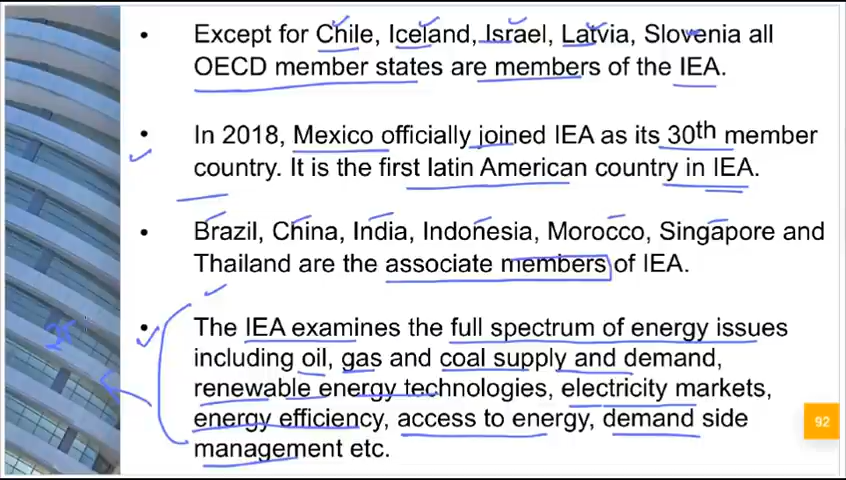 • Except for Chile, Iceland, Israel, Latvia, Slovenia all
OECD member states are members of the IEA.
• In 2018, Mexico officially joined IEA as its 30th member
country. It is the first latin American country in IEA.
• Brazil, China, India, Indonesia, Morocco, Singapore and
Thailand are the associate members of IEA.
• The IEA examines the full spectrum of energy issues
including oil, gas and coal supply and demand,
renewable energy technologies, electricity markets,
energy efficiency, access to energy, demand side
management etc.
92